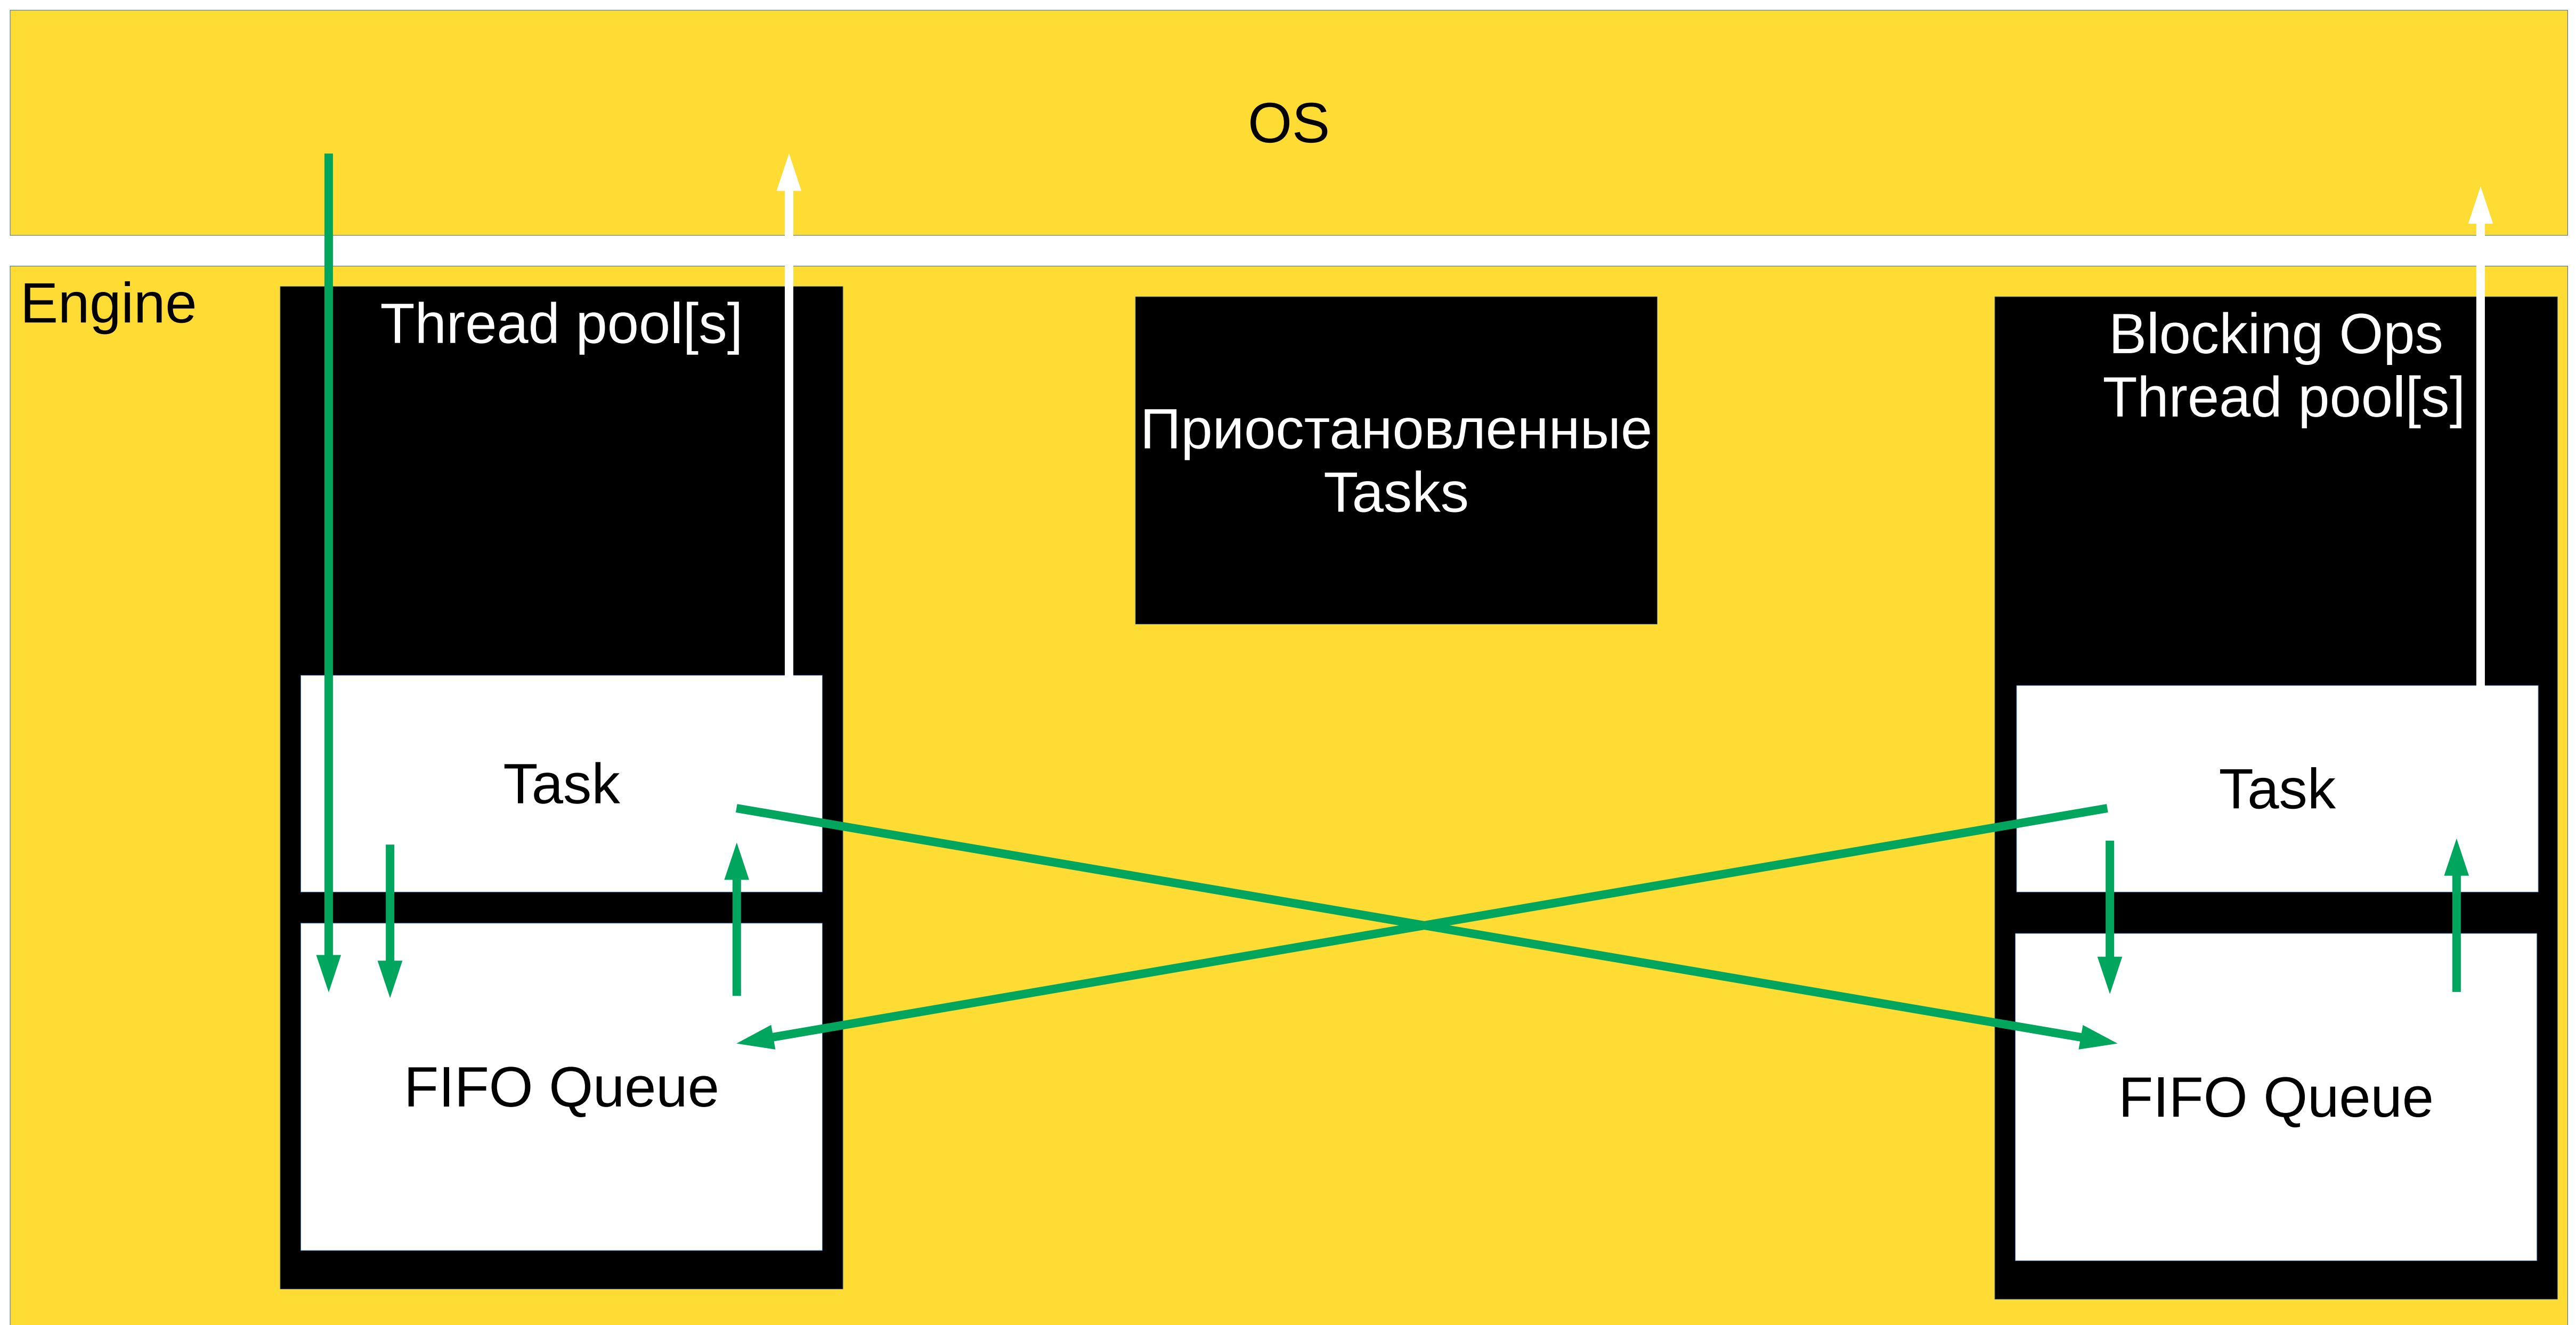 OS
Engine
Thread pool[s]
Приостановленные
Tasks
Blocking Ops
Thread pool[s]
Task
Task
FIFO Queue
FIFO Queue